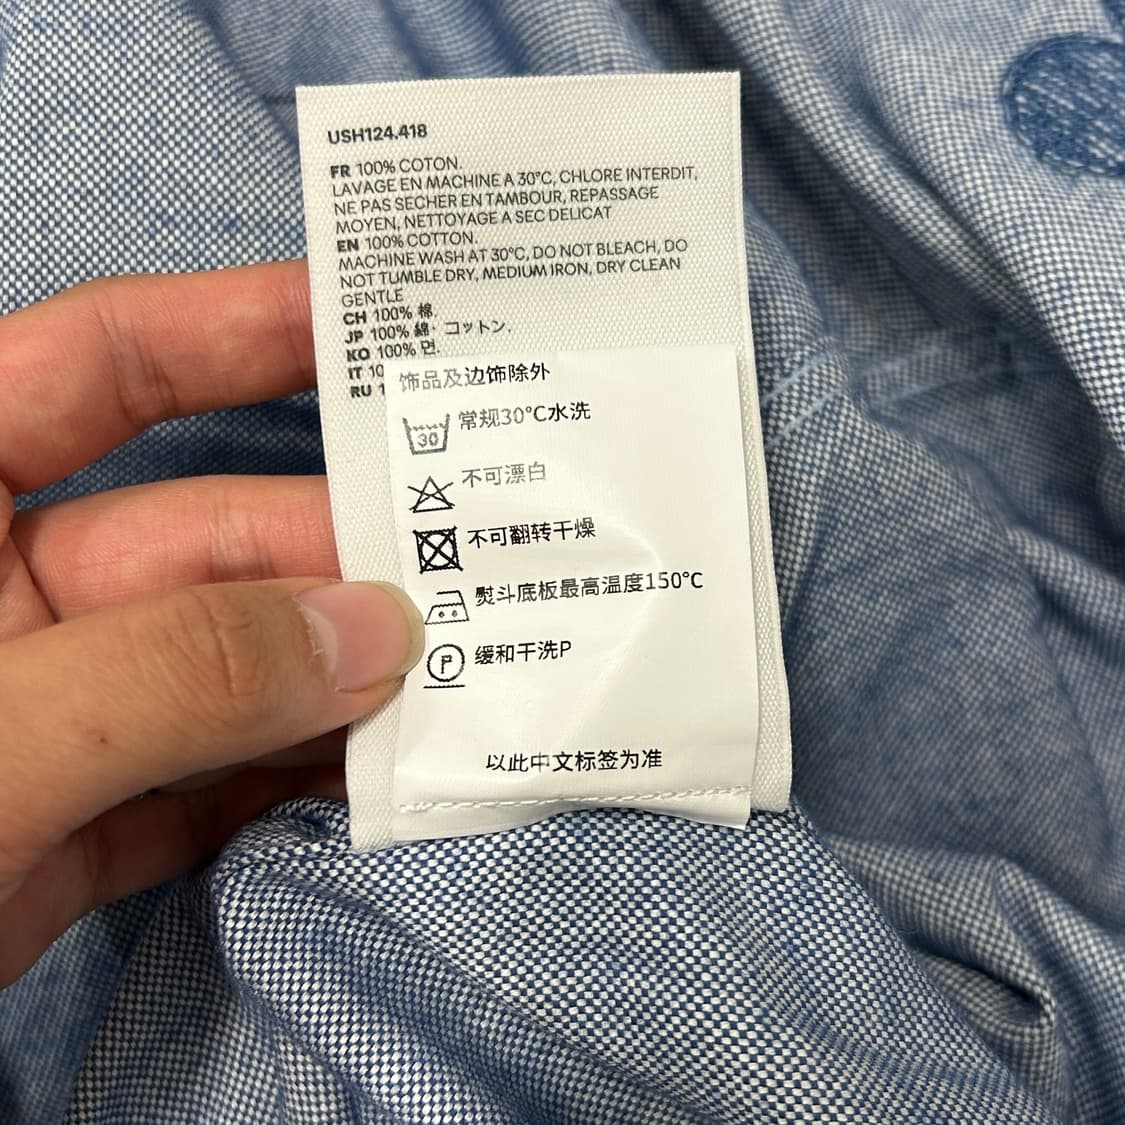 USH124.418
FR 100% COTON.
LAVAGE EN MACHINE A 30°C, CHLORE INTERDIT,
NE PAS SECHER EN TAMBOUR, REPASSAGE
MOYEN, NETTOYAGE A SEC DELICAT
EN 100% COTTON.
MACHINE WASH AT 30°C, DO NOT BLEACH, DO
NOT TUMBLE DRY, MEDIUM IRON, DRY CLEAN
GENTLE
CH 100% 棉.
JP 100% 綿・コットン.
KO 100% 면.
IT 10
RU 1
饰品及边饰除外
30 常规30°C水洗
不可漂白
不可翻转干燥
熨斗底板最高温度150°C
P 缓和干洗P
以此中文标签为准